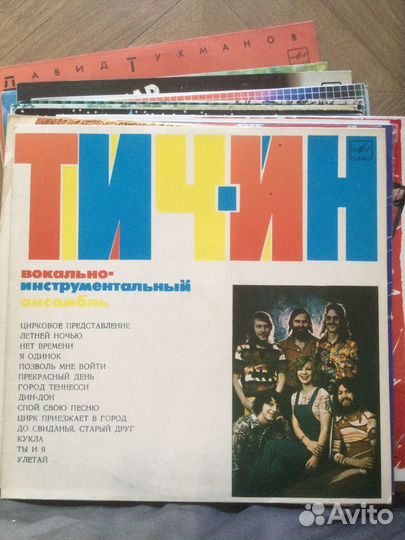 ДАВИД ТУХМАНОВ
ТИЧ-ИН
вокально-
инструментальный
ансамбль
ЦИРКОВОЕ ПРЕДСТАВЛЕНИЕ
ЛЕТНЕЙ НОЧЬЮ
НЕТ ВРЕМЕНИ
Я ОДИНОК
ПОЗВОЛЬ МНЕ ВОЙТИ
ПРЕКРАСНЫЙ ДЕНЬ
ГОРОД ТЕННЕССИ
ДИН-ДОН
СПОЙ СВОЮ ПЕСНЮ
ЦИРК ПРИЕЗЖАЕТ В ГОРОД
ДО СВИДАНЬЯ, СТАРЫЙ ДРУГ
КУКЛА
ТЫ И Я
УЛЕТАЙ
Avito